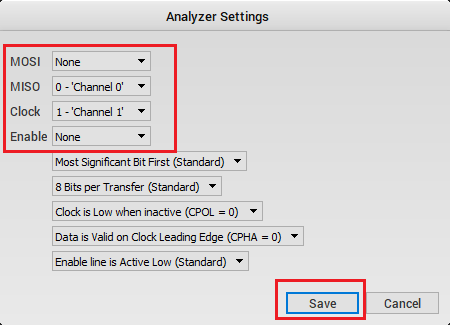 Analyzer Settings
MOSI None
MISO 0 - 'Channel 0'
Clock 1 - 'Channel 1'
Enable None
Most Significant Bit First (Standard)
8 Bits per Transfer (Standard)
Clock is Low when inactive (CPOL = 0)
Data is Valid on Clock Leading Edge (CPHA = 0)
Enable line is Active Low (Standard)
Save Cancel